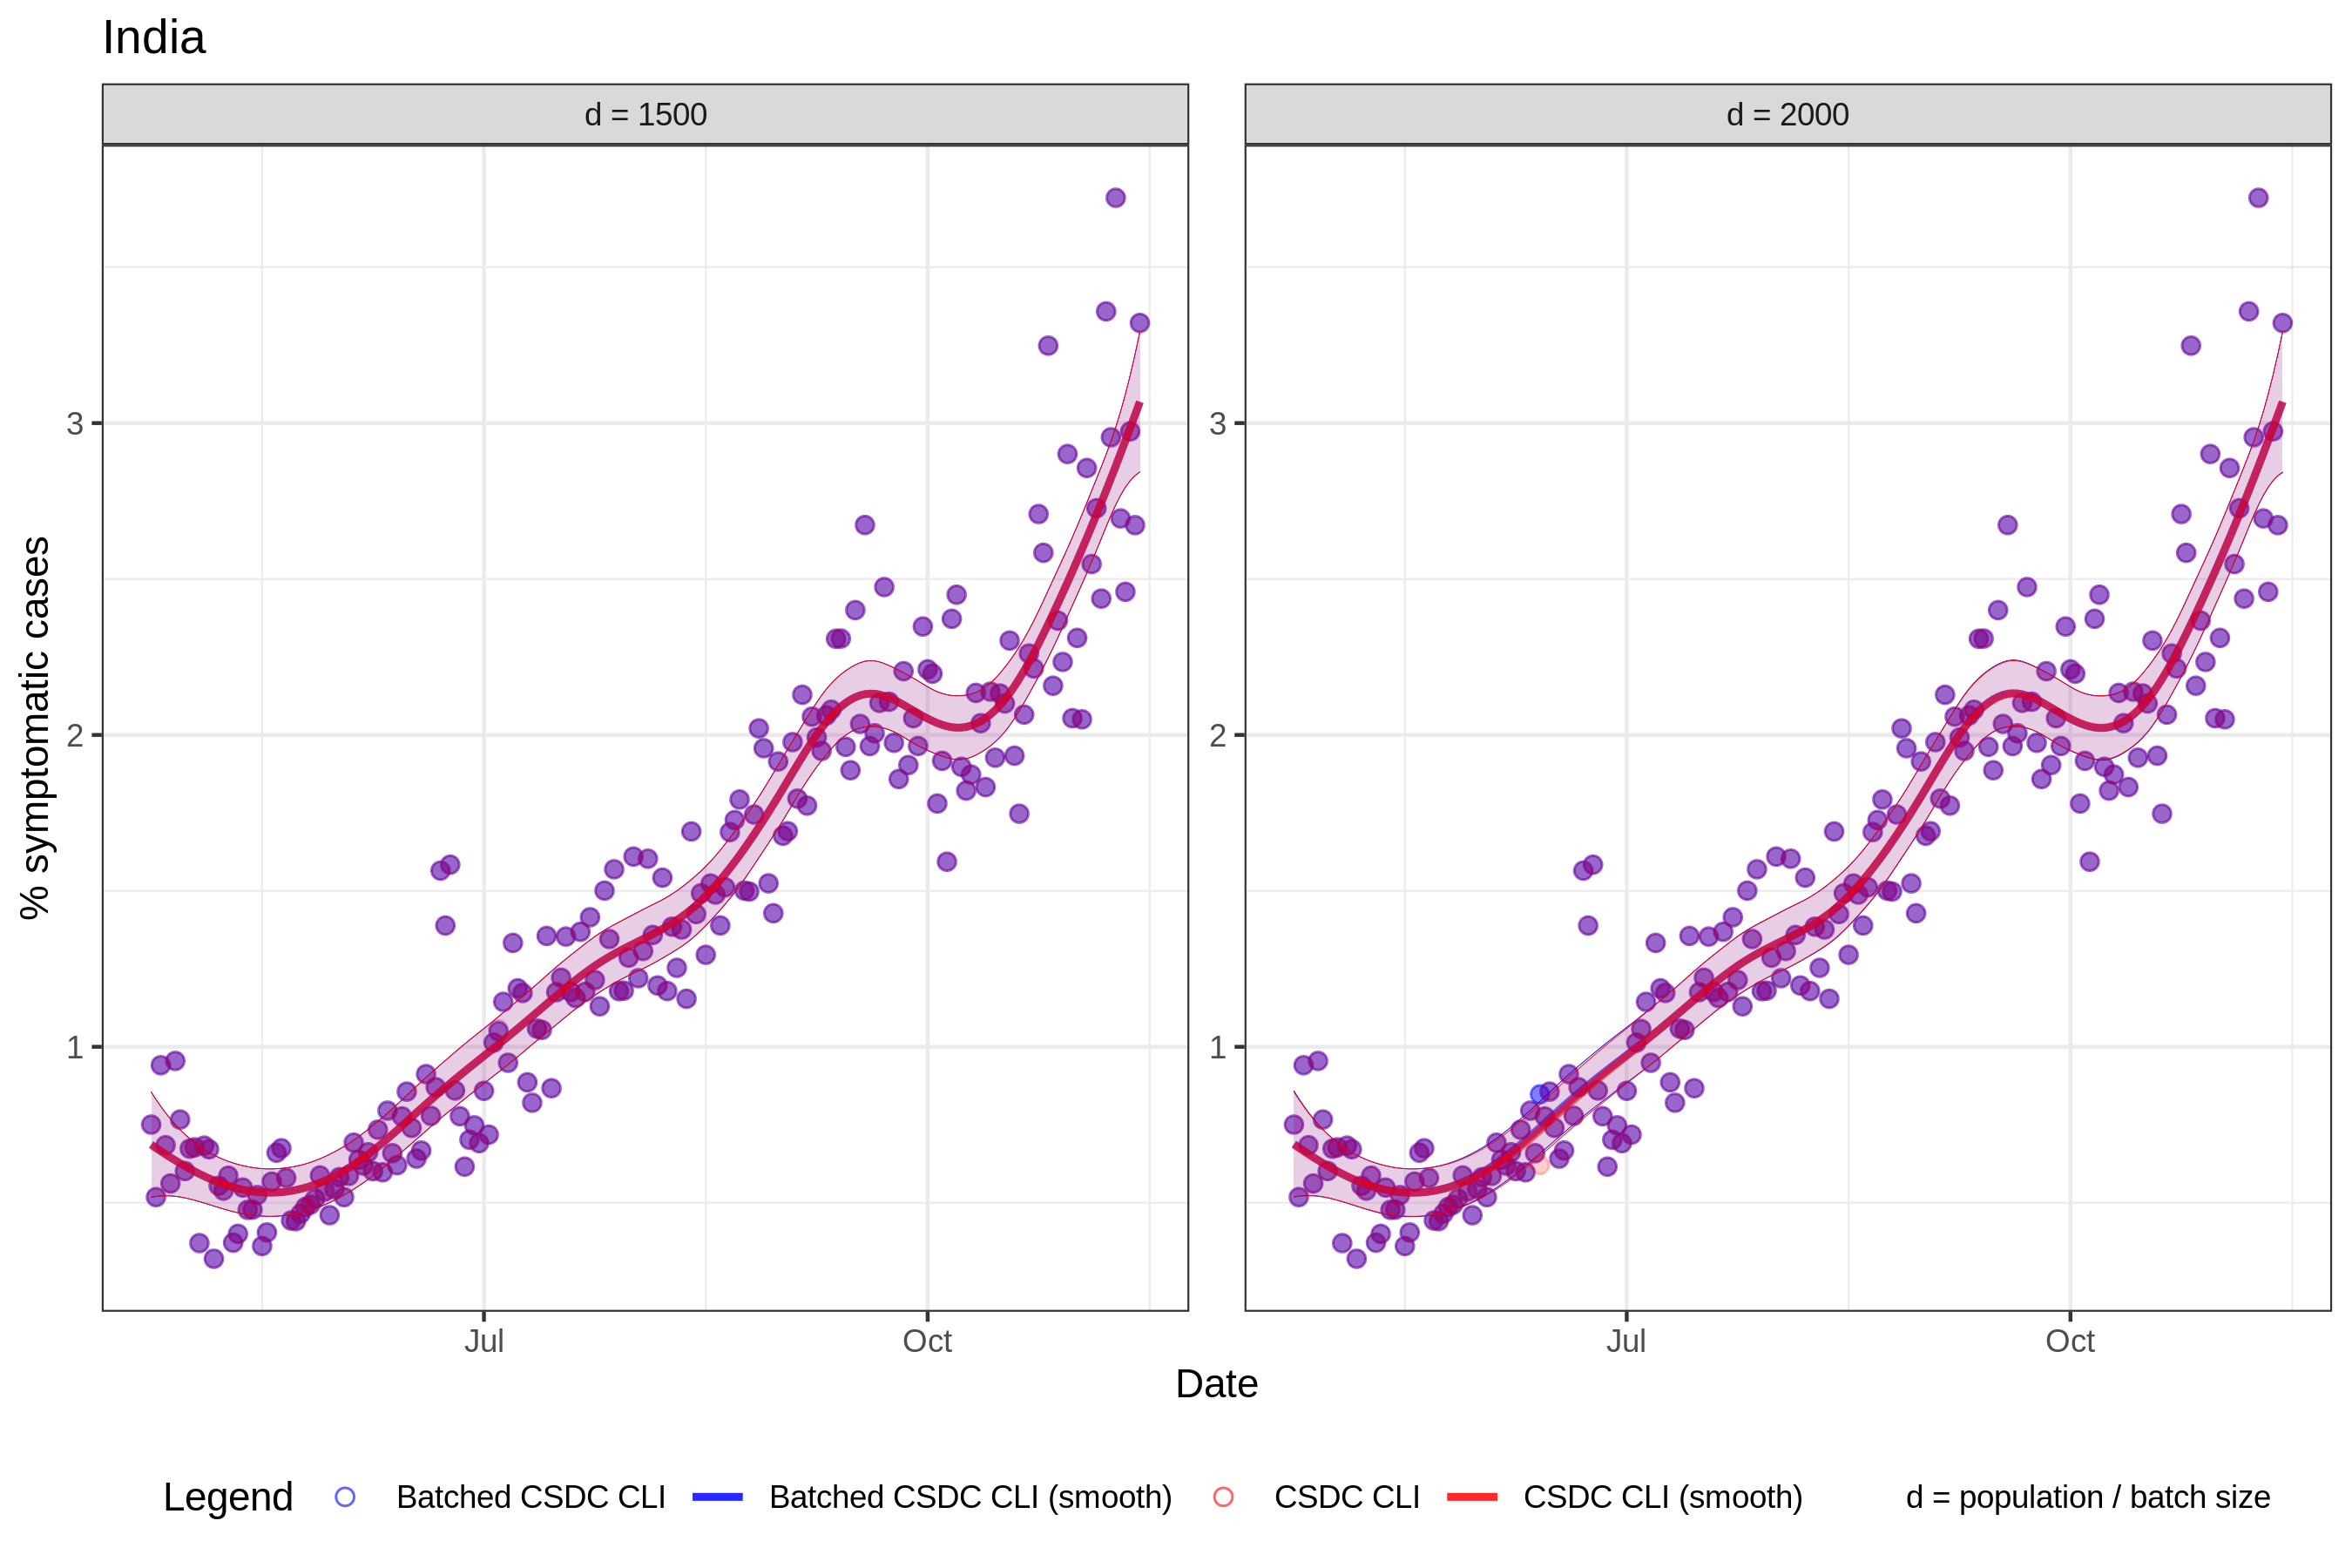 India
d = 1500
d = 2000
% symptomatic cases
3
2
1
3
2
1
Jul
Oct
Jul
Oct
Date
Legend
Batched CSDC CLI
Batched CSDC CLI (smooth)
CSDC CLI
CSDC CLI (smooth)
d = population / batch size